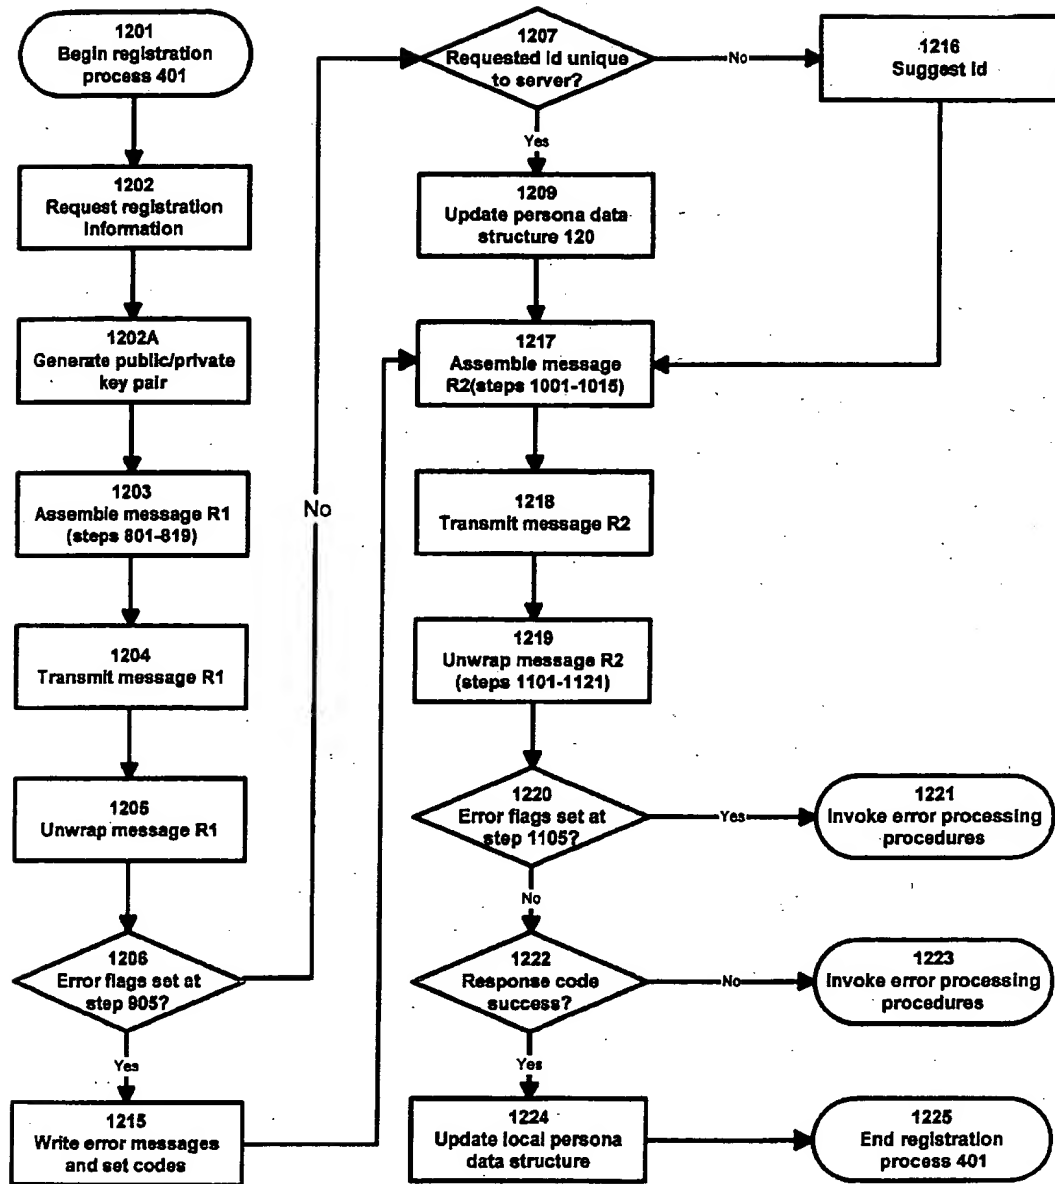 1201
Begin registration
process 401
1202
Request registration
Information
1202A
Generate public/private
key pair
1203
Assemble message R1
(steps 801-819)
1204
Transmit message R1
1205
Unwrap message R1
1206
Error flags set at
step 905?
No
Yes
1215
Write error messages
and set codes
1207
Requested id unique
to server?
No
Yes
1216
Suggest id
1209
Update persona data
structure 120
1217
Assemble message
R2(steps 1001-1015)
1218
Transmit message R2
1219
Unwrap message R2
(steps 1101-1121)
1220
Error flags set at
step 1105?
Yes
No
1221
Invoke error processing
procedures
1222
Response code
success?
No
Yes
1223
Invoke error processing
procedures
1224
Update local persona
data structure
1225
End registration
process 401